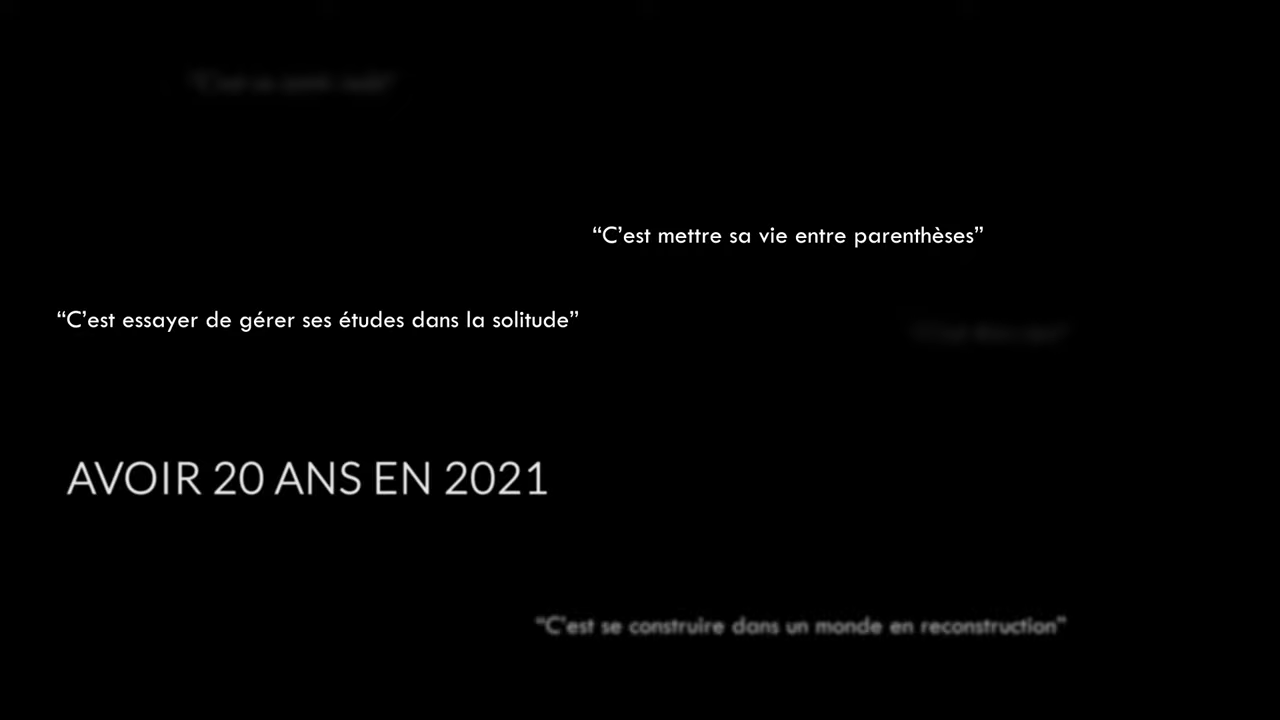 “C’est mettre sa vie entre parenthèses”
“C’est essayer de gérer ses études dans la solitude”
AVOIR 20 ANS EN 2021
“C’est se construire dans un monde en reconstruction”